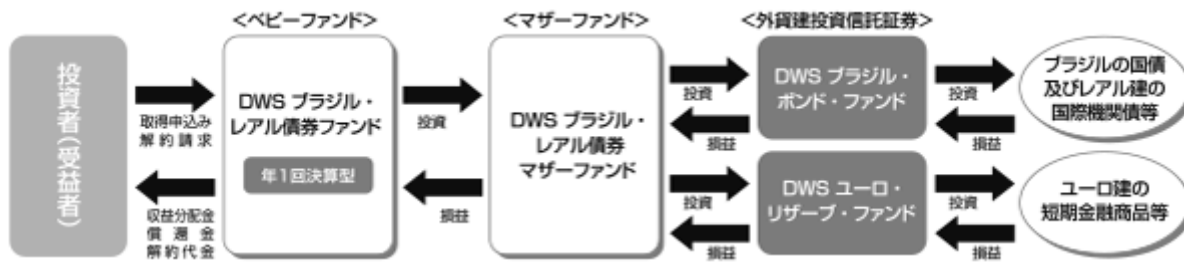 <ベビーファンド>
<マザーファンド>
<外貨建投資信託証券>
投資者(受益者)
取得申込み
解約請求
収益分配金
償還金
解約代金
DWS ブラジル・
レアル債券ファンド
年1回決算型
投資
損益
DWS ブラジル・
レアル債券
マザーファンド
投資
損益
投資
損益
DWS ブラジル・
ボンド・ファンド
DWS ユーロ・
リザーブ・ファンド
投資
損益
投資
損益
ブラジルの国債
及びレアル建の
国際機関債等
ユーロ建の
短期金融商品等